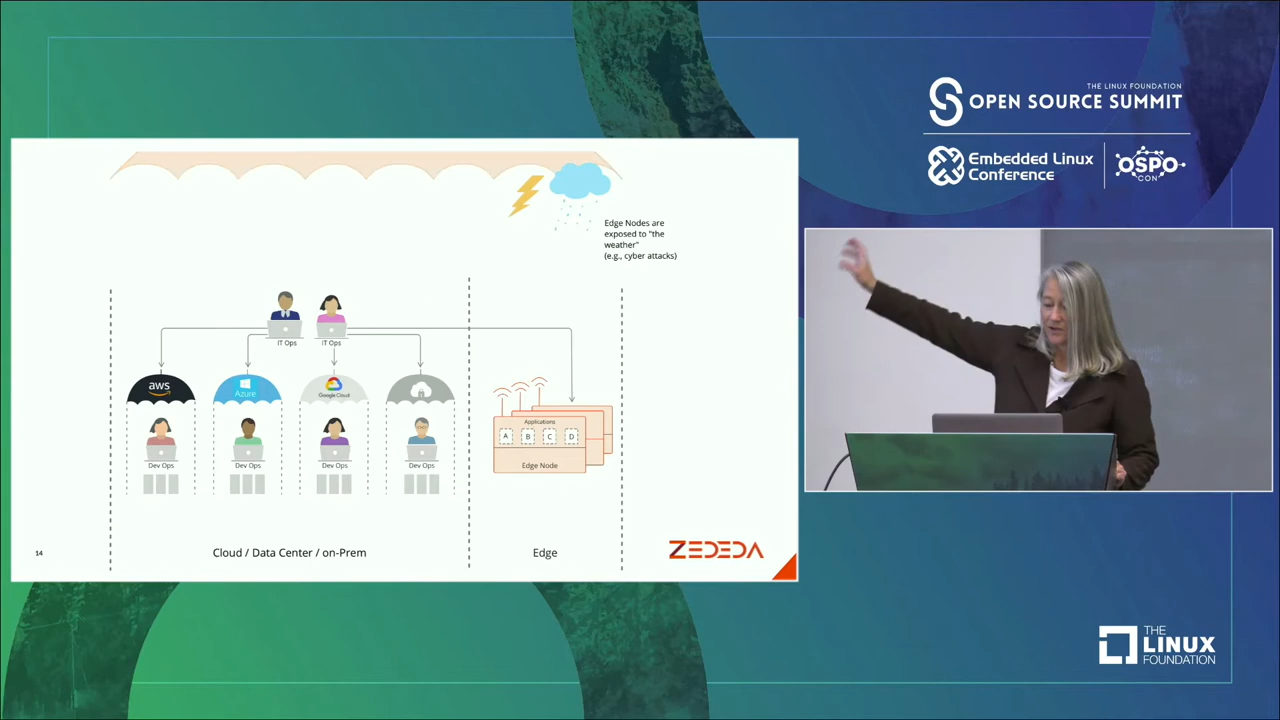 THE LINUX FOUNDATION
OPEN SOURCE SUMMIT
Embedded Linux
Conference
OSPO
CON
Edge Nodes are
exposed to "the
weather"
(e.g., cyber attacks)
IT Ops
IT Ops
aws
Azure
Google Cloud
Dev Ops
Dev Ops
Dev Ops
Dev Ops
Applications
A B C D
Edge Node
14
Cloud / Data Center / on-Prem
Edge
ZEDEDA
THE
LINUX
FOUNDATION